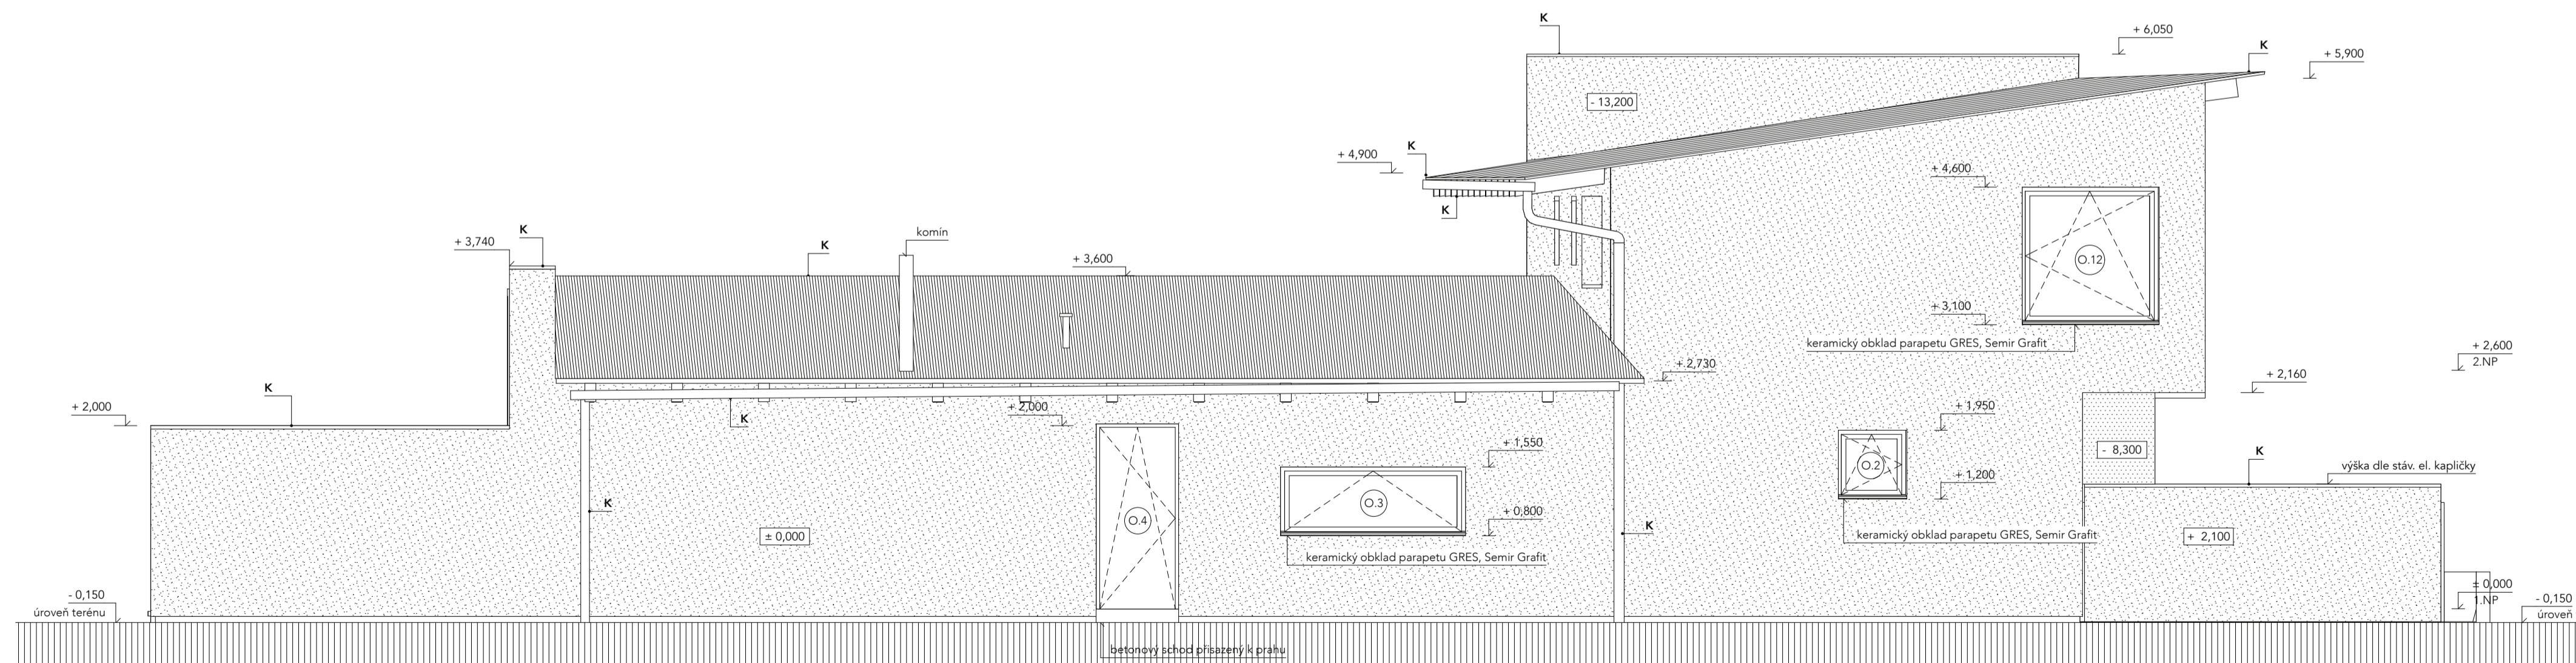 K
+ 6,050
K
+ 5,900
- 13,200
K
+ 4,900
+ 4,600
K
K
+ 3,740
komín
K
+ 3,600
O.12
+ 3,100
keramický obklad parapetu GRES, Semir Grafit
+ 2,600
2.NP
+ 2,730
+ 2,160
K
+ 2,000
K
+ 2,000
+ 1,950
+ 1,550
- 8,300
K
výška dle stáv. el. kapličky
O.2
+ 1,200
K
O.3
+ 0,800
O.4
K
± 0,000
keramický obklad parapetu GRES, Semir Grafit
keramický obklad parapetu GRES, Semir Grafit
+ 2,100
± 0,000
1.NP
- 0,150
úroveň terénu
- 0,150
úroveň
betonový schod přisazený k prahu